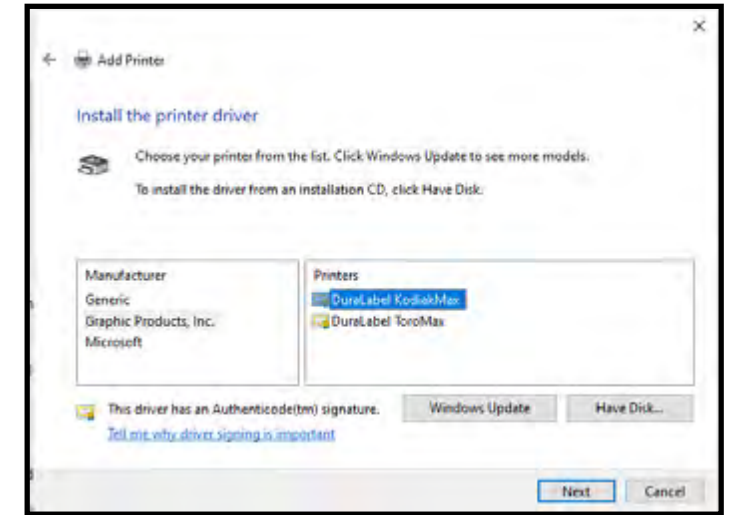 Add Printer
Install the printer driver
Choose your printer from the list. Click Windows Update to see more models.
To install the driver from an installation CD, click Have Disk.
Manufacturer
Generic
Graphic Products, Inc.
Microsoft
Printers
DuraLabel KodiakMax
DuraLabel ToroMax
This driver has an Authenticode(tm) signature.
Tell me why driver signing is important
Windows Update
Have Disk...
Next
Cancel